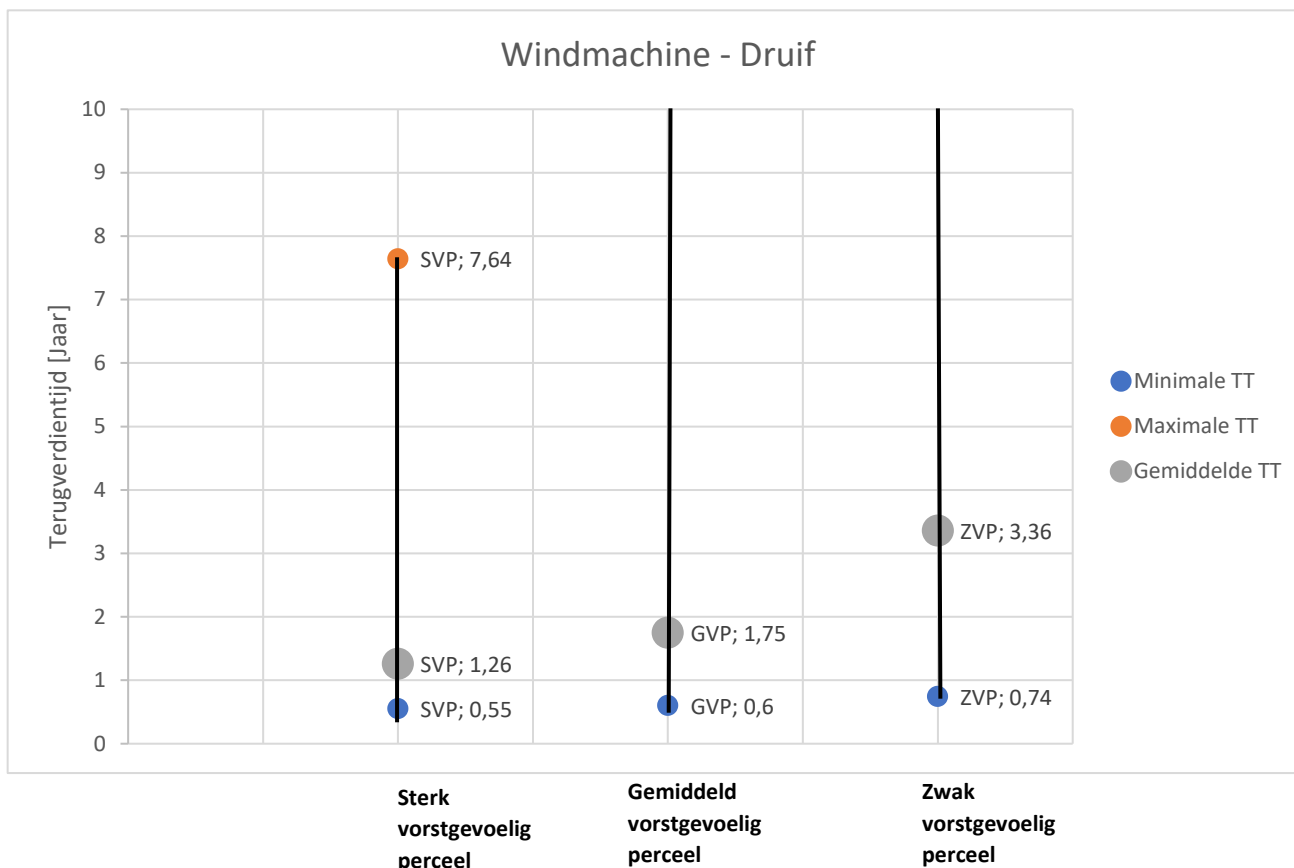 Windmachine - Druif
Terugverdientijd [Jaar]
10
9
8
7
6
5
4
3
2
1
0
SVP; 7,64
SVP; 1,26
SVP; 0,55
GVP; 1,75
GVP; 0,6
ZVP; 3,36
ZVP; 0,74
Minimale TT
Maximale TT
Gemiddelde TT
Sterk
vorstgevoelig
perceel
Gemiddeld
vorstgevoelig
perceel
Zwak
vorstgevoelig
perceel